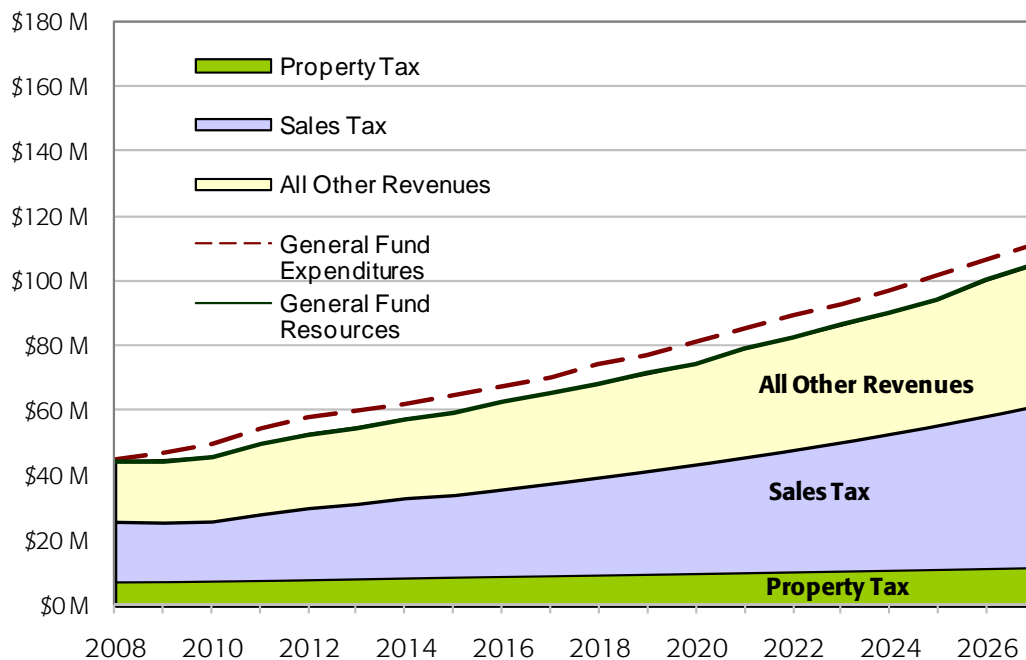 $180 M
$160 M
$140 M
$120 M
$100 M
$80 M
$60 M
$40 M
$20 M
$0 M
Property Tax
Sales Tax
All Other Revenues
General Fund
Expenditures
General Fund
Resources
All Other Revenues
Sales Tax
Property Tax
2008 2010 2012 2014 2016 2018 2020 2022 2024 2026